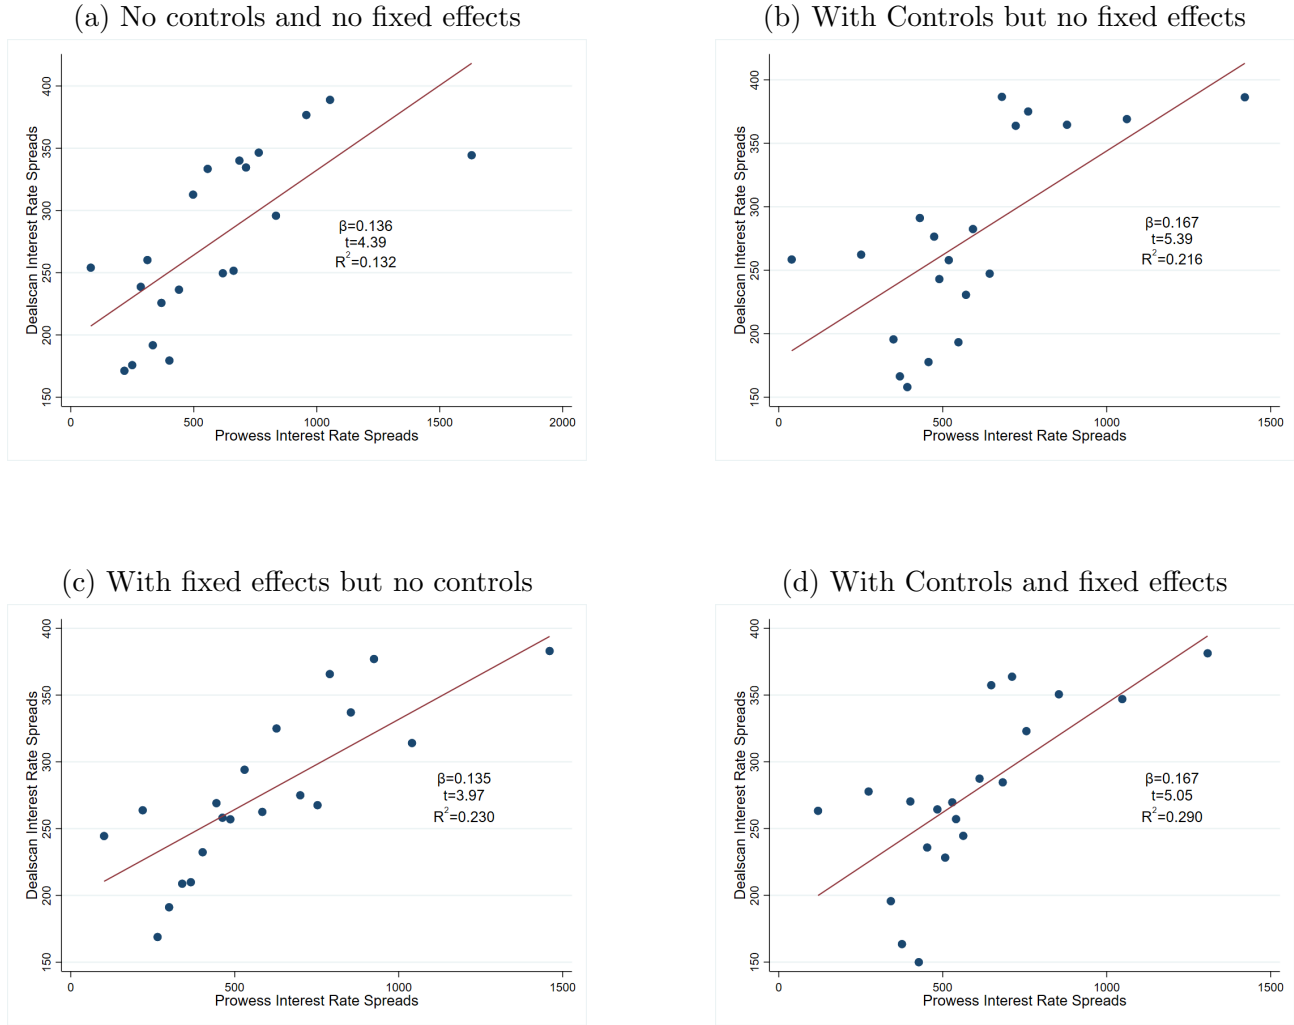 (a) No controls and no fixed effects
400
350
300
250
200
150
Dealscan Interest Rate Spreads
β=0.136
t=4.39
R²=0.132
0 500 1000 1500 2000
Prowess Interest Rate Spreads
(b) With Controls but no fixed effects
400
350
300
250
200
150
Dealscan Interest Rate Spreads
β=0.167
t=5.39
R²=0.216
0 500 1000 1500
Prowess Interest Rate Spreads
(c) With fixed effects but no controls
400
350
300
250
200
150
Dealscan Interest Rate Spreads
β=0.135
t=3.97
R²=0.230
0 500 1000 1500
Prowess Interest Rate Spreads
(d) With Controls and fixed effects
400
350
300
250
200
150
Dealscan Interest Rate Spreads
β=0.167
t=5.05
R²=0.290
0 500 1000 1500
Prowess Interest Rate Spreads